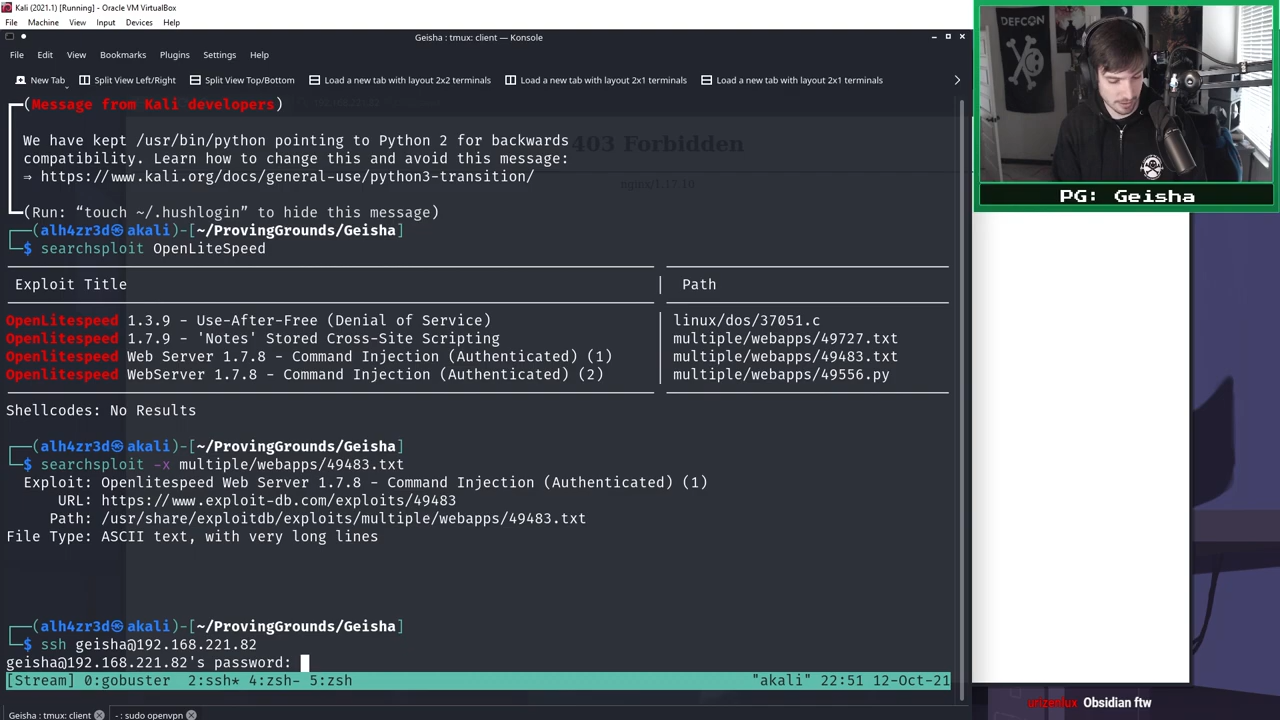 Kali (2021.1) [Running] - Oracle VM VirtualBox
File Machine View Input Devices Help
Geisha : tmux: client — Konsole
File Edit View Bookmarks Plugins Settings Help
New Tab Split View Left/Right Split View Top/Bottom Load a new tab with layout 2x2 terminals Load a new tab with layout 2x1 terminals Load a new tab with layout 2x1 terminals
┌──(Message from Kali developers)
We have kept /usr/bin/python pointing to Python 2 for backwards
compatibility. Learn how to change this and avoid this message:
⇒ https://www.kali.org/docs/general-use/python3-transition/
└─(Run: “touch ~/.hushlogin” to hide this message)
403 Forbidden
nginx/1.17.10
┌──(alh4zr3d㉿akali)-[~/ProvingGrounds/Geisha]
└─$ searchsploit OpenLiteSpeed
Exploit Title | Path
OpenLitespeed 1.3.9 - Use-After-Free (Denial of Service) | linux/dos/37051.c
Openlitespeed 1.7.9 - 'Notes' Stored Cross-Site Scripting | multiple/webapps/49727.txt
Openlitespeed Web Server 1.7.8 - Command Injection (Authenticated) (1) | multiple/webapps/49483.txt
Openlitespeed WebServer 1.7.8 - Command Injection (Authenticated) (2) | multiple/webapps/49556.py
Shellcodes: No Results
┌──(alh4zr3d㉿akali)-[~/ProvingGrounds/Geisha]
└─$ searchsploit -x multiple/webapps/49483.txt
Exploit: Openlitespeed Web Server 1.7.8 - Command Injection (Authenticated) (1)
URL: https://www.exploit-db.com/exploits/49483
Path: /usr/share/exploitdb/exploits/multiple/webapps/49483.txt
File Type: ASCII text, with very long lines
┌──(alh4zr3d㉿akali)-[~/ProvingGrounds/Geisha]
└─$ ssh geisha@192.168.221.82
geisha@192.168.221.82's password:
[Stream] 0:gobuster 2:ssh* 4:zsh- 5:zsh "akali" 22:51 12-Oct-21
Geisha : tmux: client - : sudo openvpn
DEFCON
PG: Geisha
arizenlux Obsidian ftw